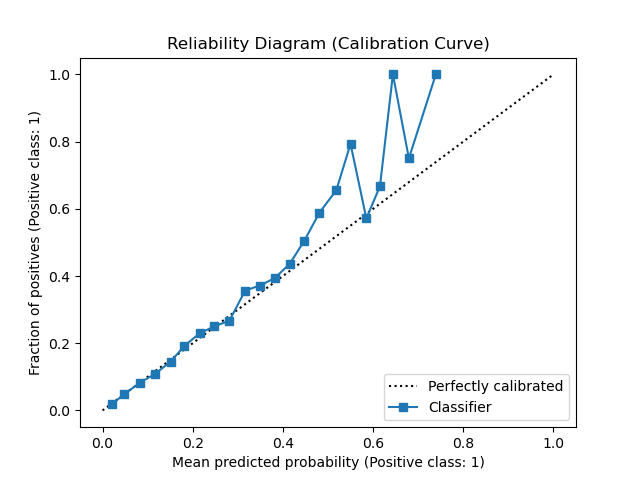 Reliability Diagram (Calibration Curve)
Fraction of positives (Positive class: 1)
1.0
0.8
0.6
0.4
0.2
0.0
0.0 0.2 0.4 0.6 0.8 1.0
Mean predicted probability (Positive class: 1)
Perfectly calibrated
Classifier